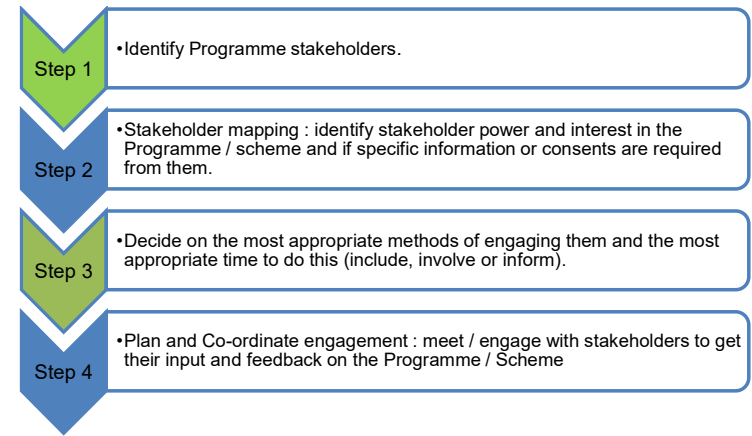 Step 1
•Identify Programme stakeholders.
Step 2
•Stakeholder mapping : identify stakeholder power and interest in the
Programme / scheme and if specific information or consents are required
from them.
Step 3
•Decide on the most appropriate methods of engaging them and the most
appropriate time to do this (include, involve or inform).
Step 4
•Plan and Co-ordinate engagement : meet / engage with stakeholders to get
their input and feedback on the Programme / Scheme